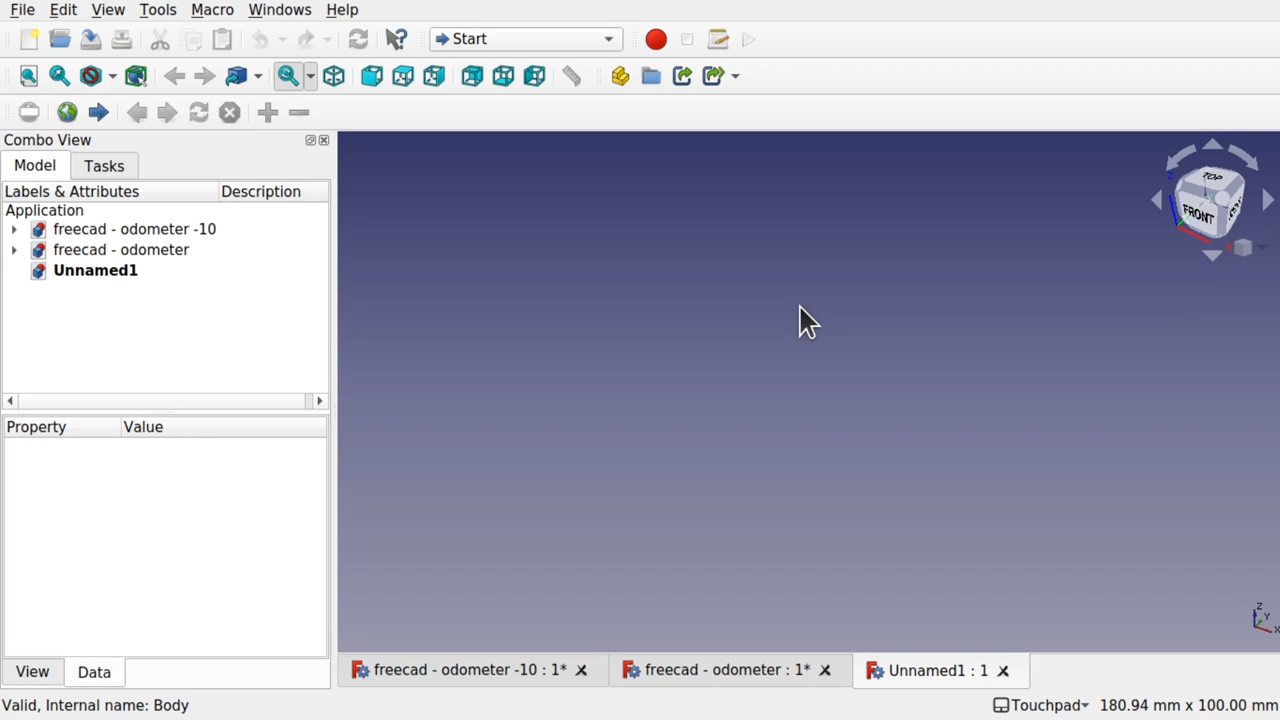 File Edit View Tools Macro Windows Help
Start
Combo View
Model Tasks
Labels & Attributes Description
Application
freecad - odometer -10
freecad - odometer
Unnamed1
TOP
FRONT
Z
X
Property Value
Z
Y
X
View Data
freecad - odometer -10 : 1* freecad - odometer : 1* Unnamed1 : 1
Valid, Internal name: Body Touchpad 180.94 mm x 100.00 mm